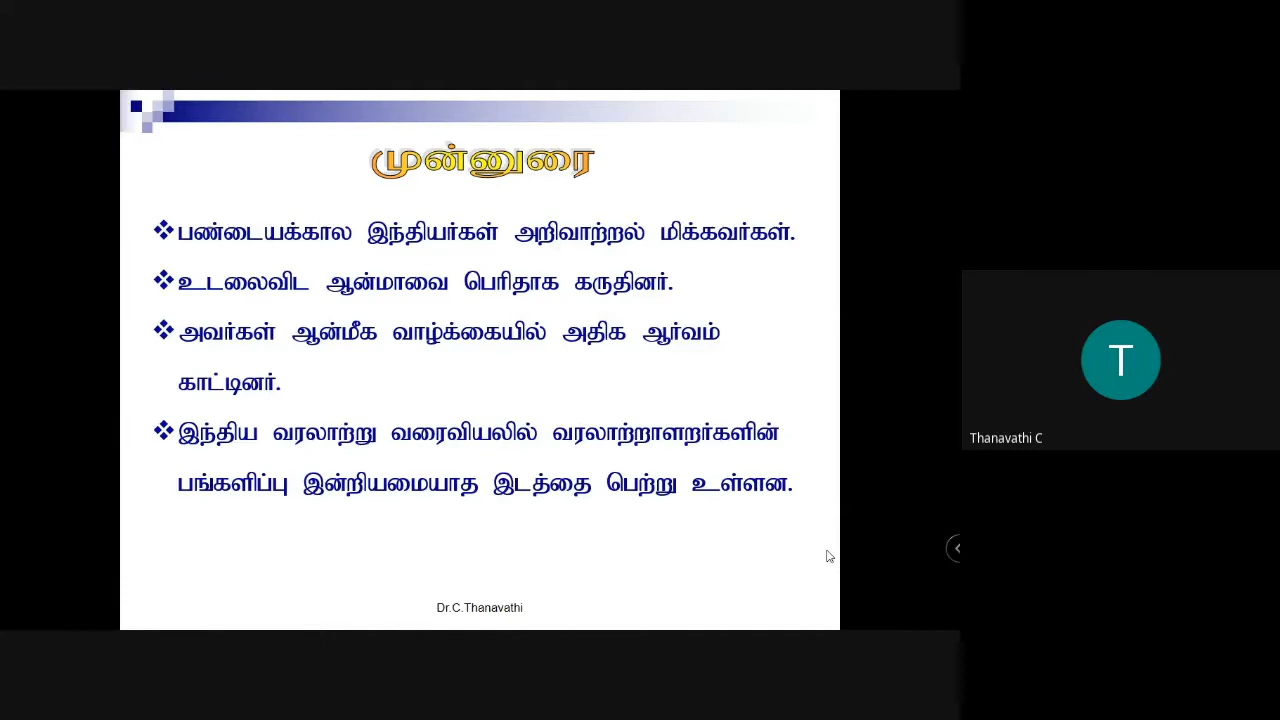 முன்னுரை
❖பண்டையக்கால இந்தியர்கள் அறிவாற்றல் மிக்கவர்கள்.
❖உடலைவிட ஆன்மாவை பெரிதாக கருதினர்.
❖அவர்கள் ஆன்மீக வாழ்க்கையில் அதிக ஆர்வம்
காட்டினர்.
❖இந்திய வரலாற்று வரைவியலில் வரலாற்றாளறர்களின்
பங்களிப்பு இன்றியமையாத இடத்தை பெற்று உள்ளன.
Dr.C.Thanavathi
T
Thanavathi C